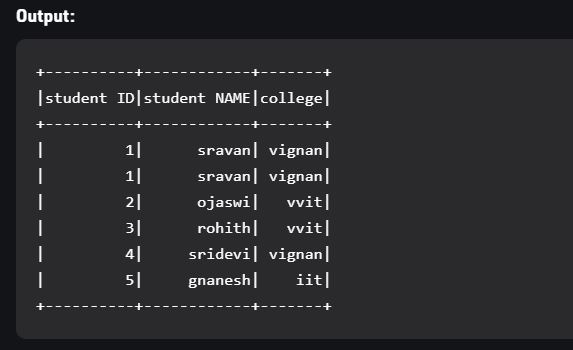 Output:
+----------+------------+-------+
|student ID|student NAME|college|
+----------+------------+-------+
|         1|      sravan| vignan|
|         1|      sravan| vignan|
|         2|      ojaswi|   vvit|
|         3|      rohith|   vvit|
|         4|     sridevi| vignan|
|         5|     gnanesh|    iit|
+----------+------------+-------+